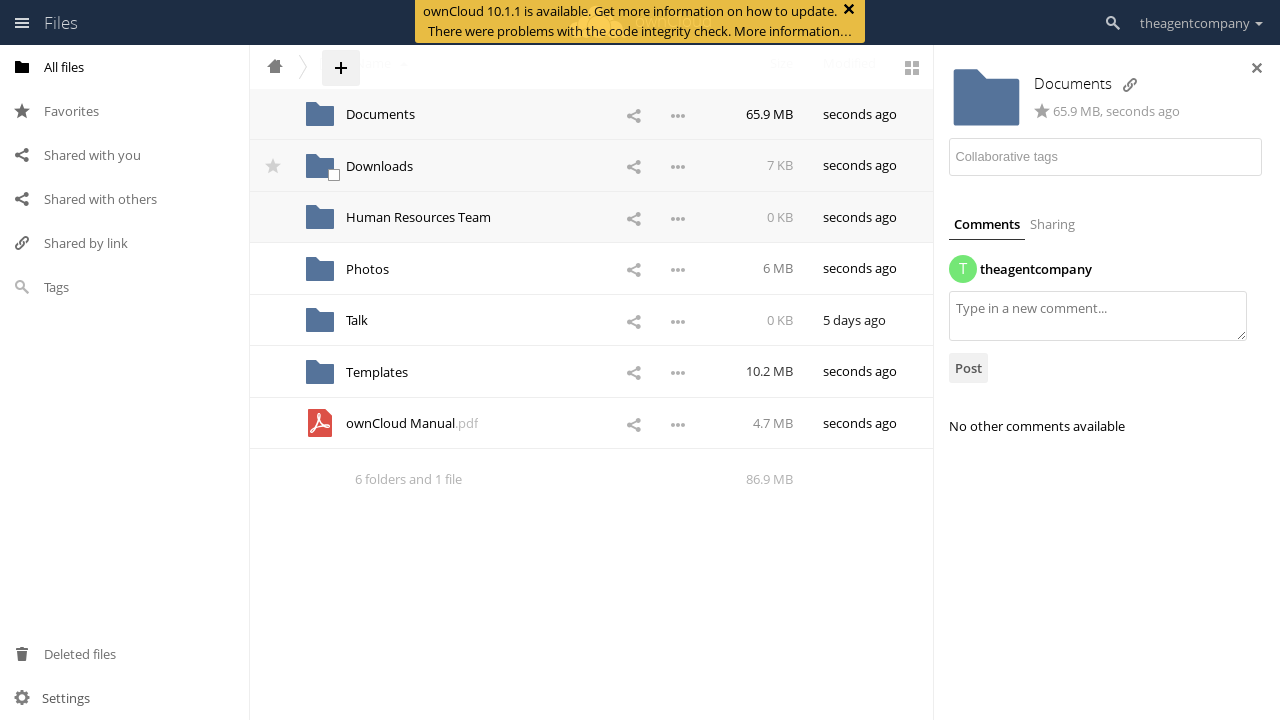 ownCloud 10.1.1 is available. Get more information on how to update.
There were problems with the code integrity check. More information…
Files
theagentcompany
All files
Favorites
Shared with you
Shared with others
Shared by link
Tags
Deleted files
Settings
Documents 65.9 MB seconds ago
Downloads 7 KB seconds ago
Human Resources Team 0 KB seconds ago
Photos 6 MB seconds ago
Talk 0 KB 5 days ago
Templates 10.2 MB seconds ago
ownCloud Manual.pdf 4.7 MB seconds ago
6 folders and 1 file 86.9 MB
Documents
65.9 MB, seconds ago
Collaborative tags
Comments Sharing
T theagentcompany
Type in a new comment...
Post
No other comments available